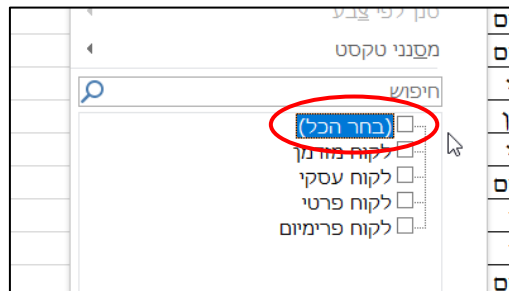 סנן לפי צבע
מסנני טקסט
חיפוש
(בחר הכל)
לקוח מזדמן
לקוח עסקי
לקוח פרטי
לקוח פרימיום